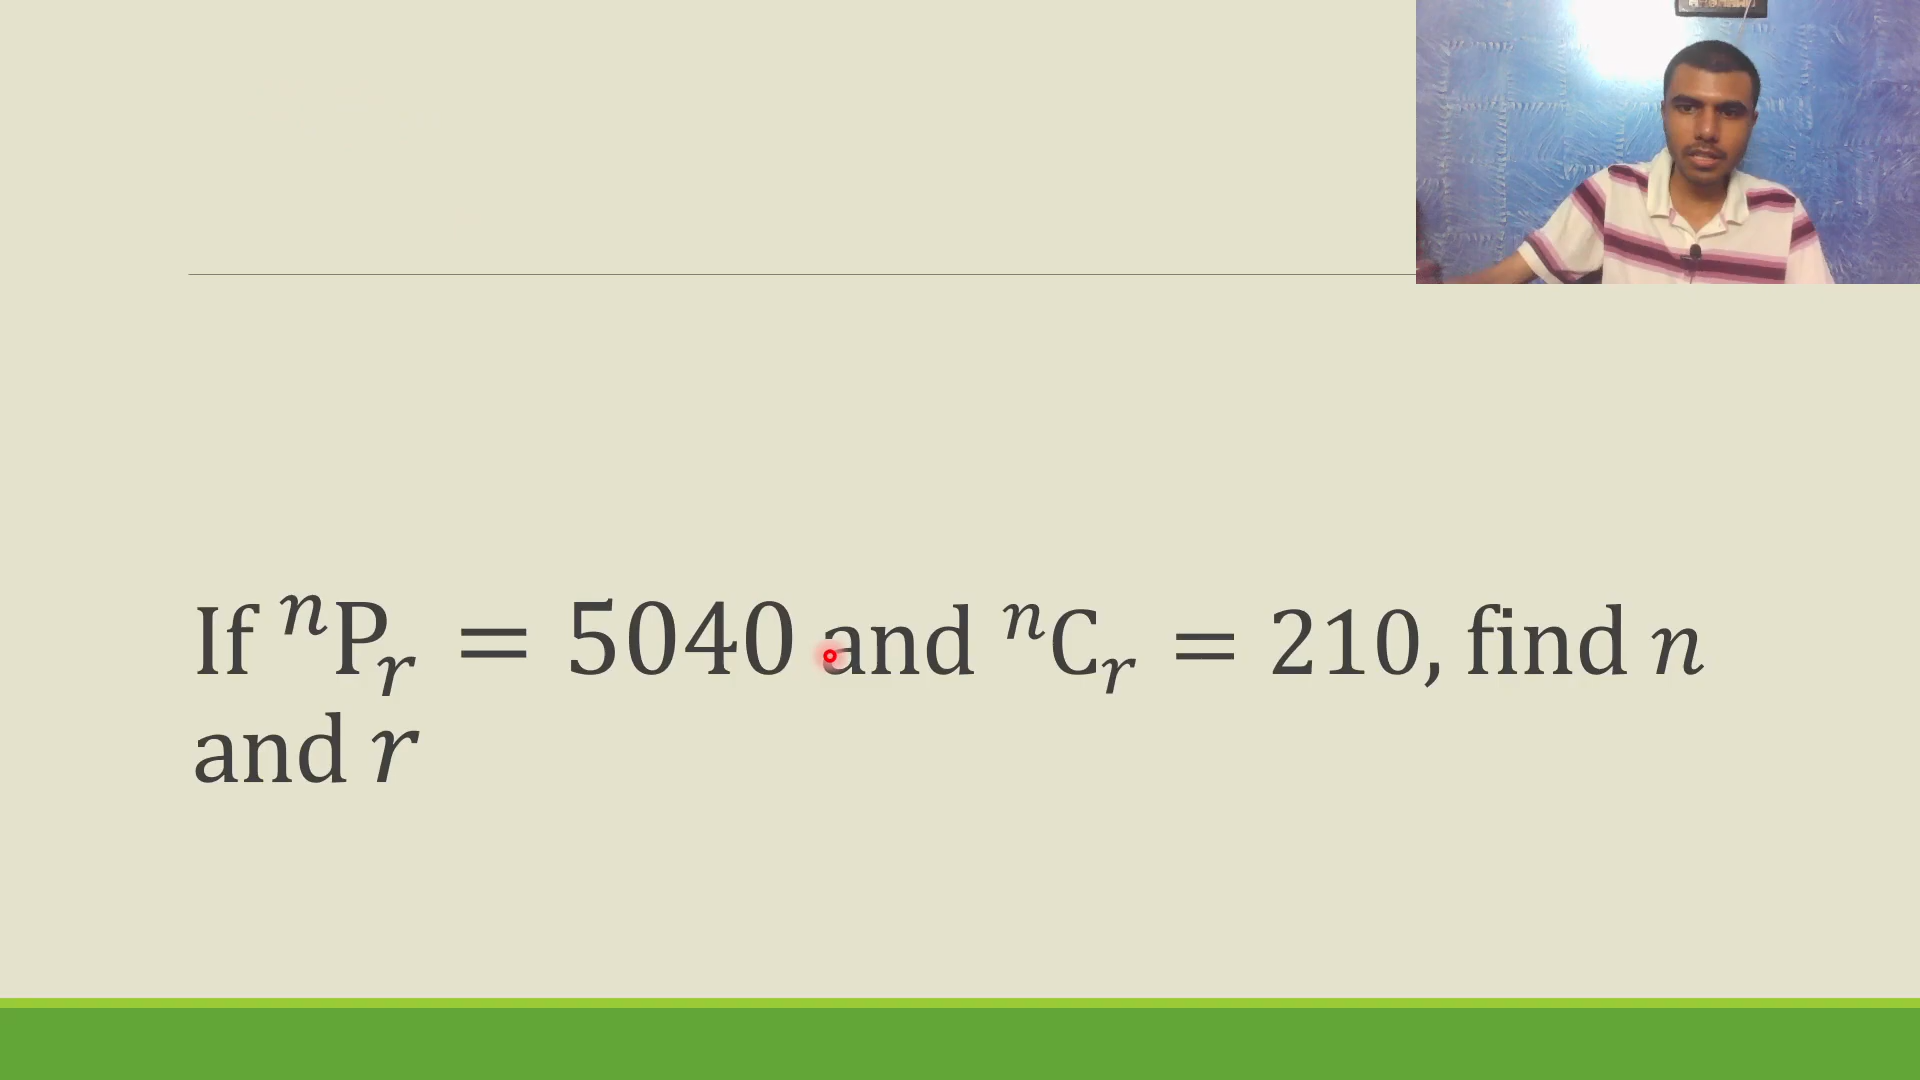 If ⁿPᵣ = 5040 and ⁿCᵣ = 210, find n
and r